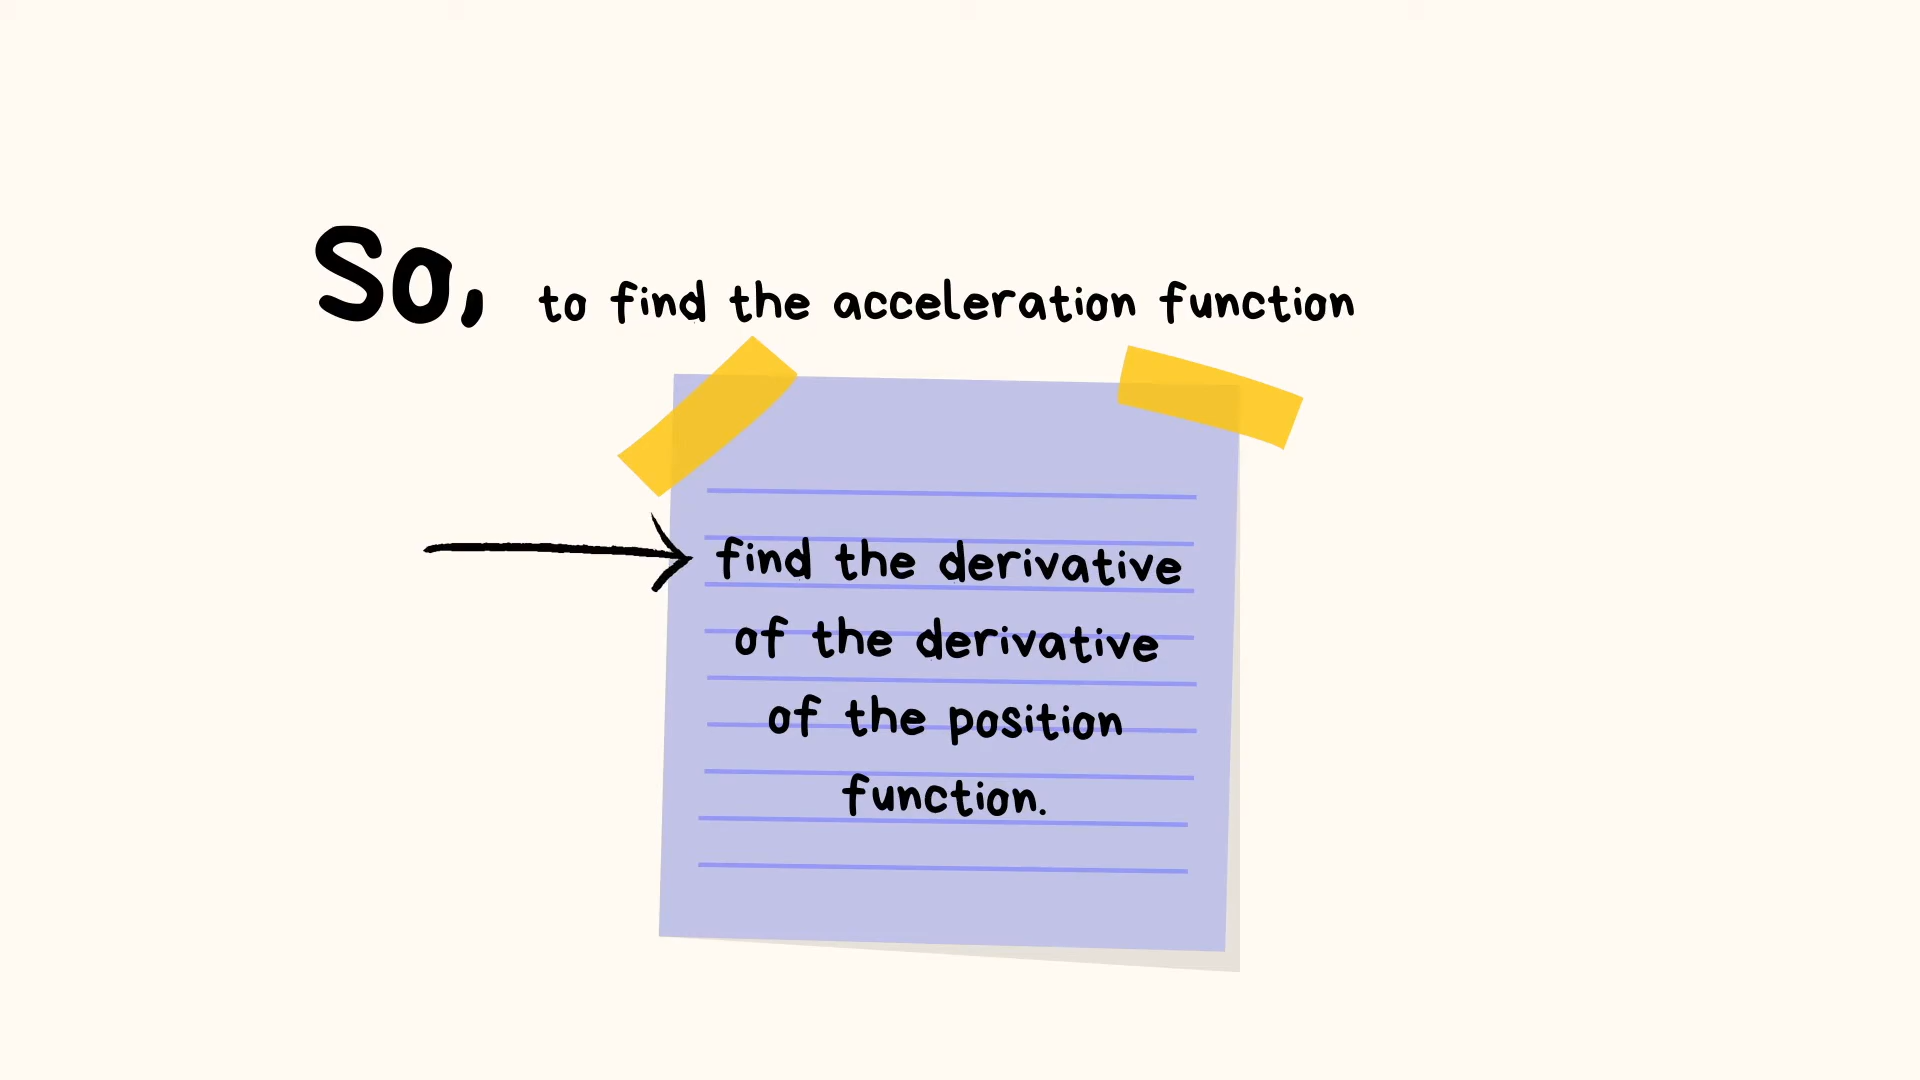 So, to find the acceleration function
find the derivative
of the derivative
of the position
function.